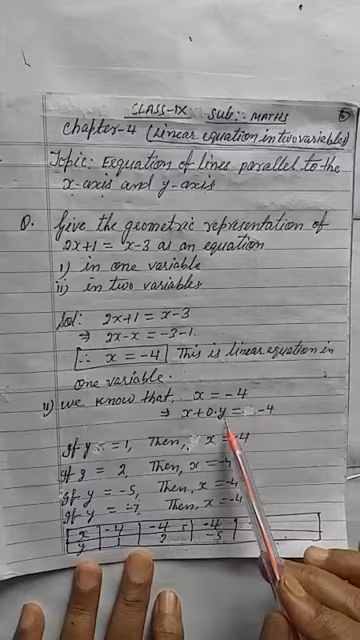 CLASS-IX Sub:- MATHS 5
Chapter-4 (Linear equation in two variables)
Topic: Eequation of lines parallel to the
x-axis and y-axis
Q. Give the geometric representation of
2x+1 = x-3 as an equation
i) in one variable
ii) in two variables
Sol: 2x+1 = x-3
⇒ 2x-x = -3-1
∴ x = -4 This is linear equation in
one variable.
ii) We know that, x = -4
⇒ x+0.y = -4
If y = 1, Then, x = -4
If y = 2, Then, x = -4
If y = -5, Then, x = -4
If y = -7, Then, x = -4
x -4 -4 -4
y 1 2 -5